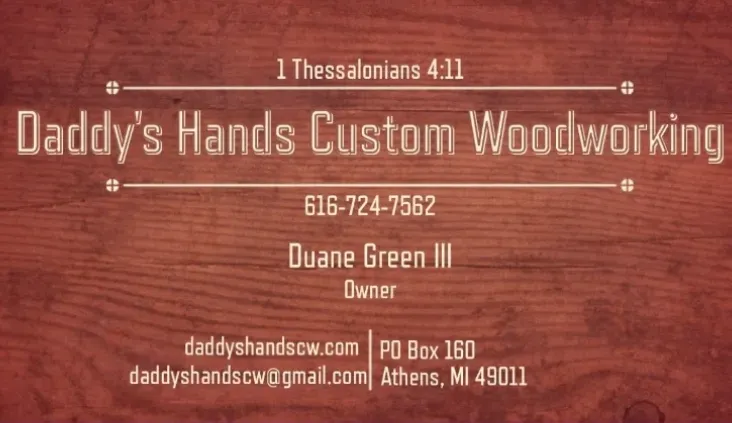 1 Thessalonians 4:11
Daddy's Hands Custom Woodworking
616-724-7562
Duane Green III
Owner
daddyshandscw.com
daddyshandscw@gmail.com
PO Box 160
Athens, MI 49011